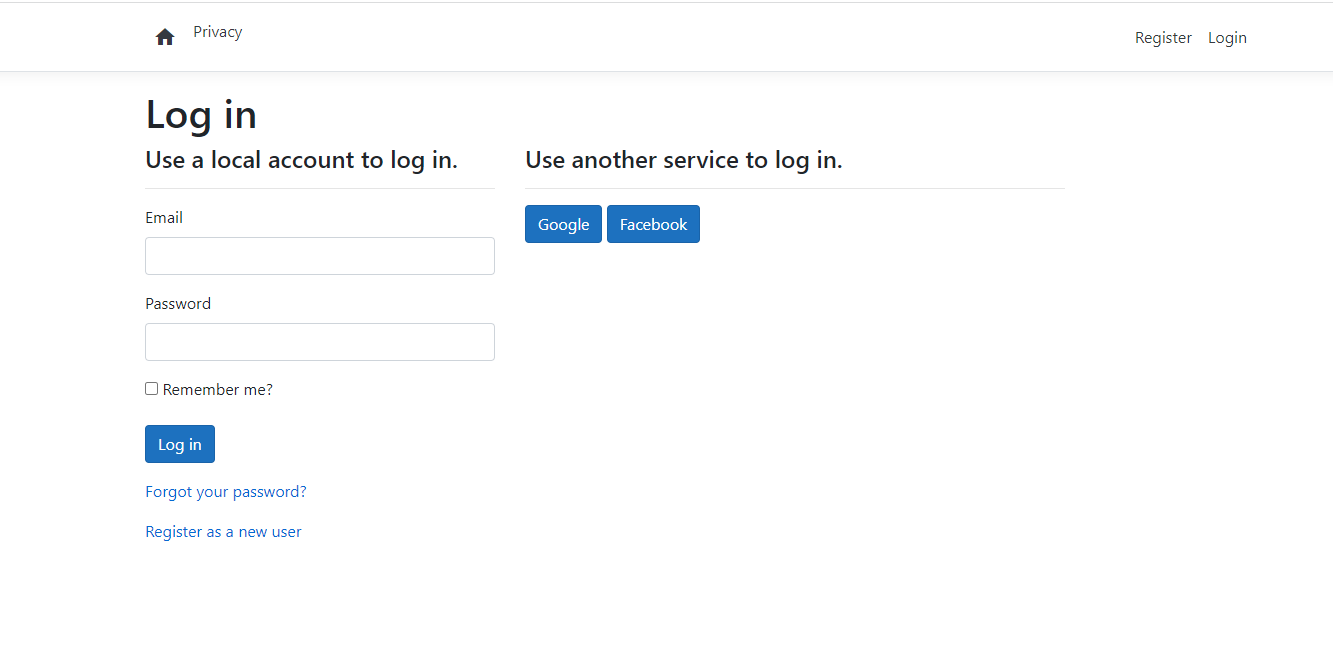 Privacy
Register Login
Log in
Use a local account to log in.
Email
Password
Remember me?
Log in
Forgot your password?
Register as a new user
Use another service to log in.
Google Facebook